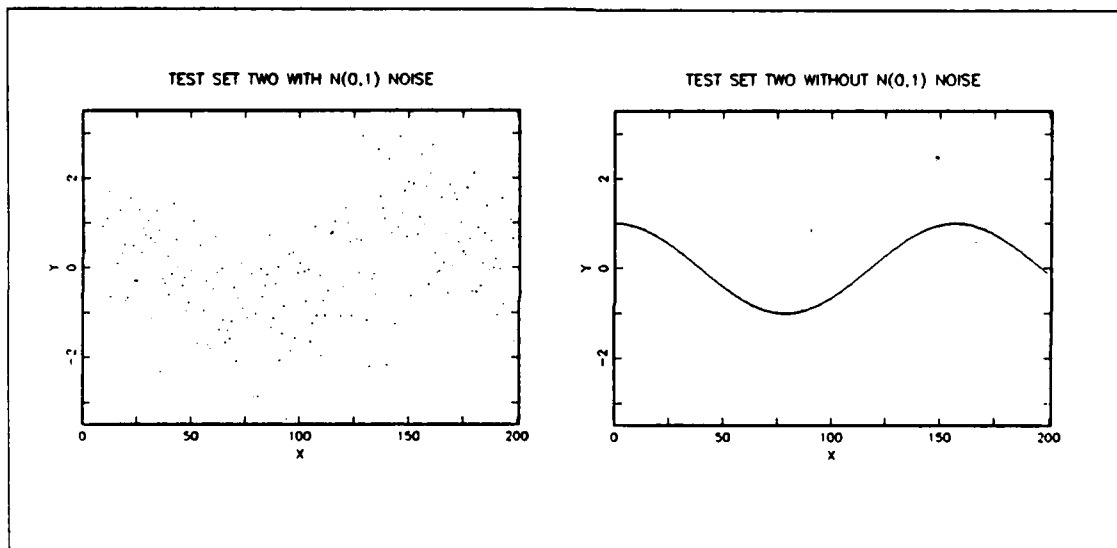 TEST SET TWO WITH N(0,1) NOISE
Y
2
0
-2
0 50 100 150 200
X
TEST SET TWO WITHOUT N(0,1) NOISE
Y
2
0
-2
0 50 100 150 200
X